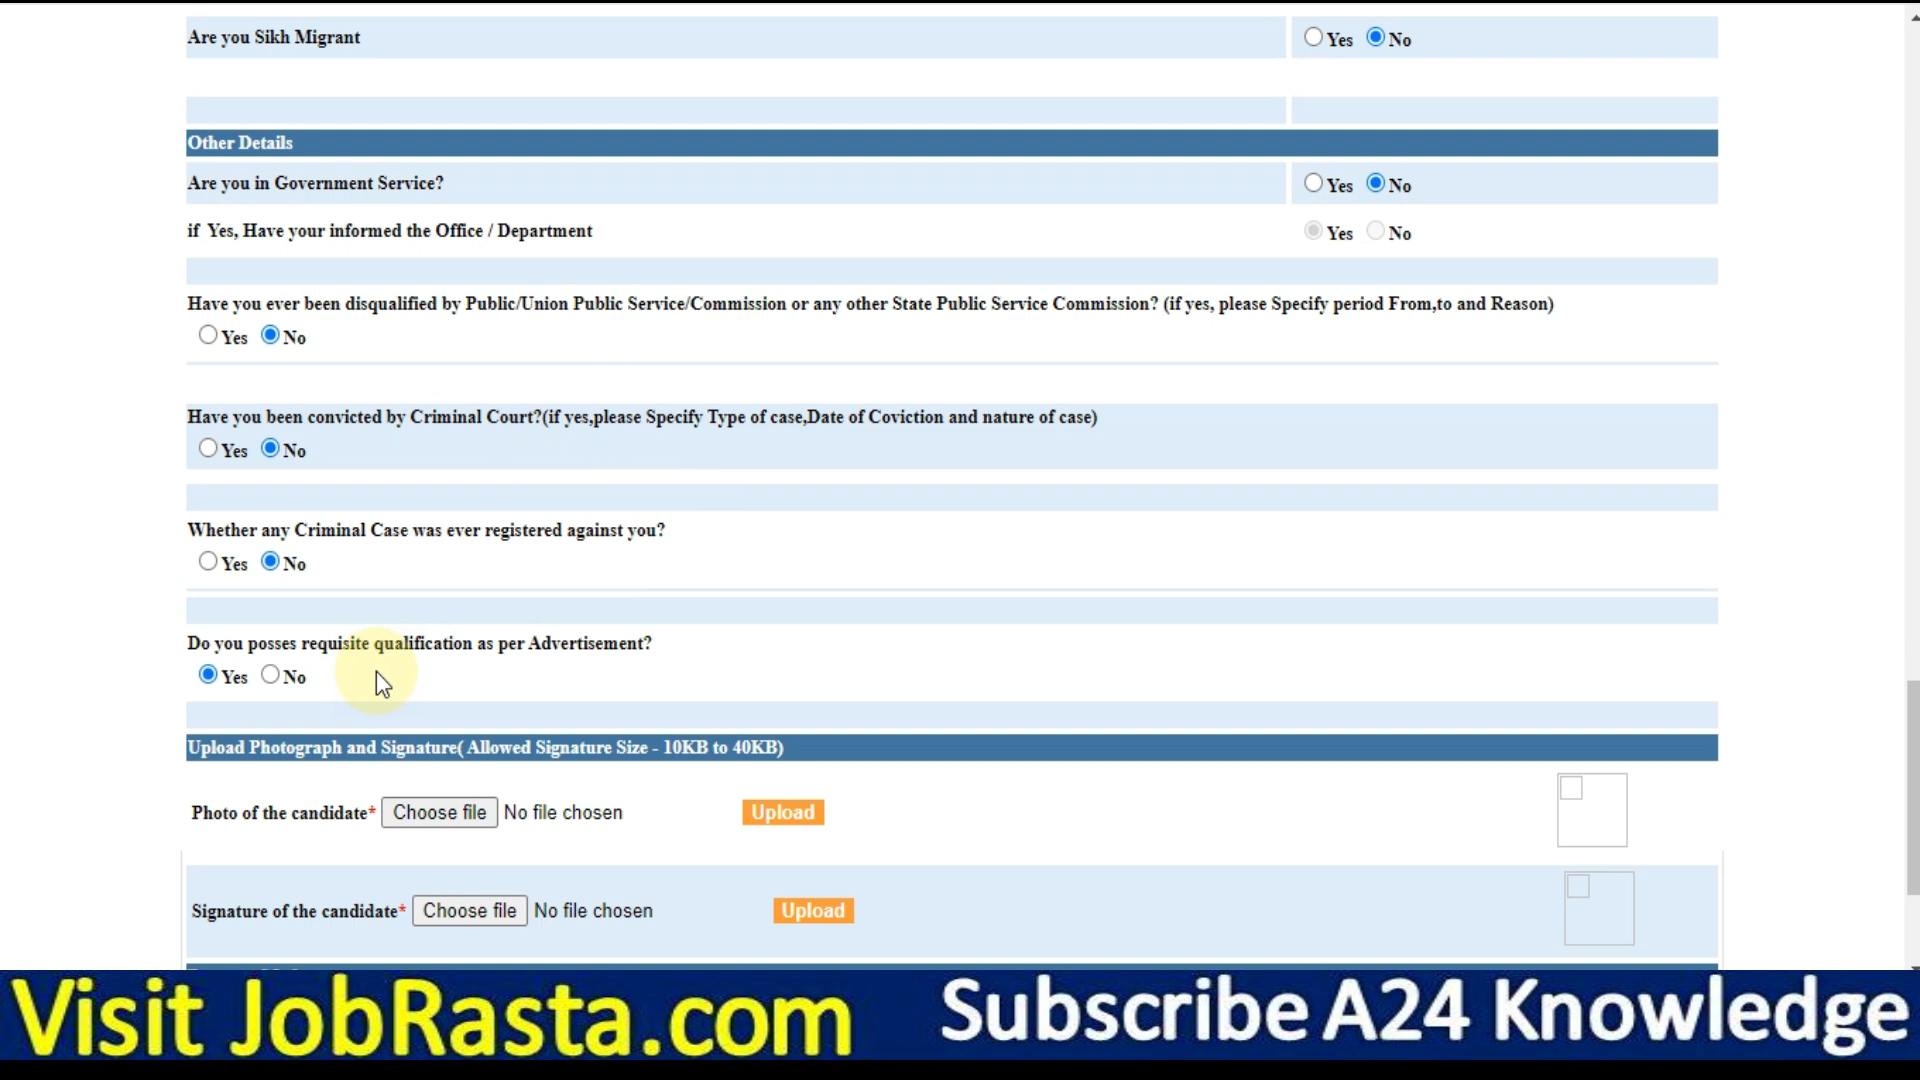 Are you Sikh Migrant Yes No
Other Details
Are you in Government Service? Yes No
if Yes, Have your informed the Office / Department Yes No
Have you ever been disqualified by Public/Union Public Service/Commission or any other State Public Service Commission? (if yes, please Specify period From,to and Reason)
Yes No
Have you been convicted by Criminal Court?(if yes,please Specify Type of case,Date of Coviction and nature of case)
Yes No
Whether any Criminal Case was ever registered against you?
Yes No
Do you posses requisite qualification as per Advertisement?
Yes No
Upload Photograph and Signature( Allowed Signature Size - 10KB to 40KB)
Photo of the candidate* Choose file No file chosen Upload
Signature of the candidate* Choose file No file chosen Upload
Visit JobRasta.com Subscribe A24 Knowledge